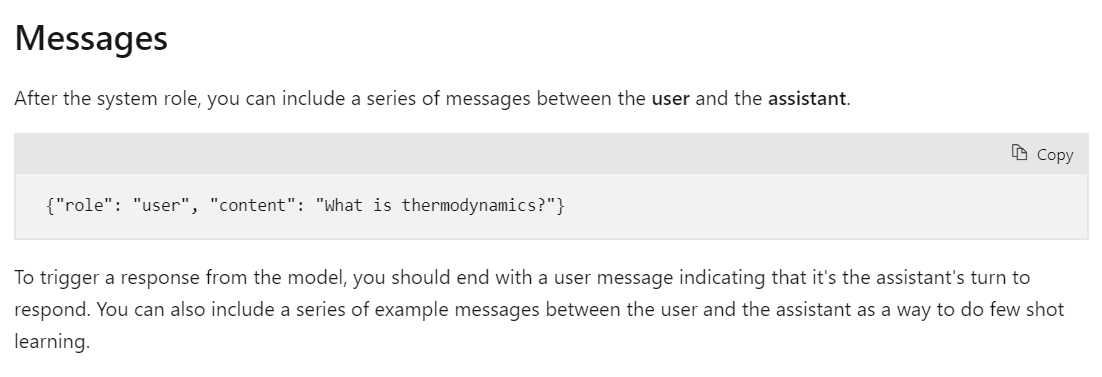 Messages
After the system role, you can include a series of messages between the user and the assistant.
Copy
{"role": "user", "content": "What is thermodynamics?"}
To trigger a response from the model, you should end with a user message indicating that it's the assistant's turn to
respond. You can also include a series of example messages between the user and the assistant as a way to do few shot
learning.